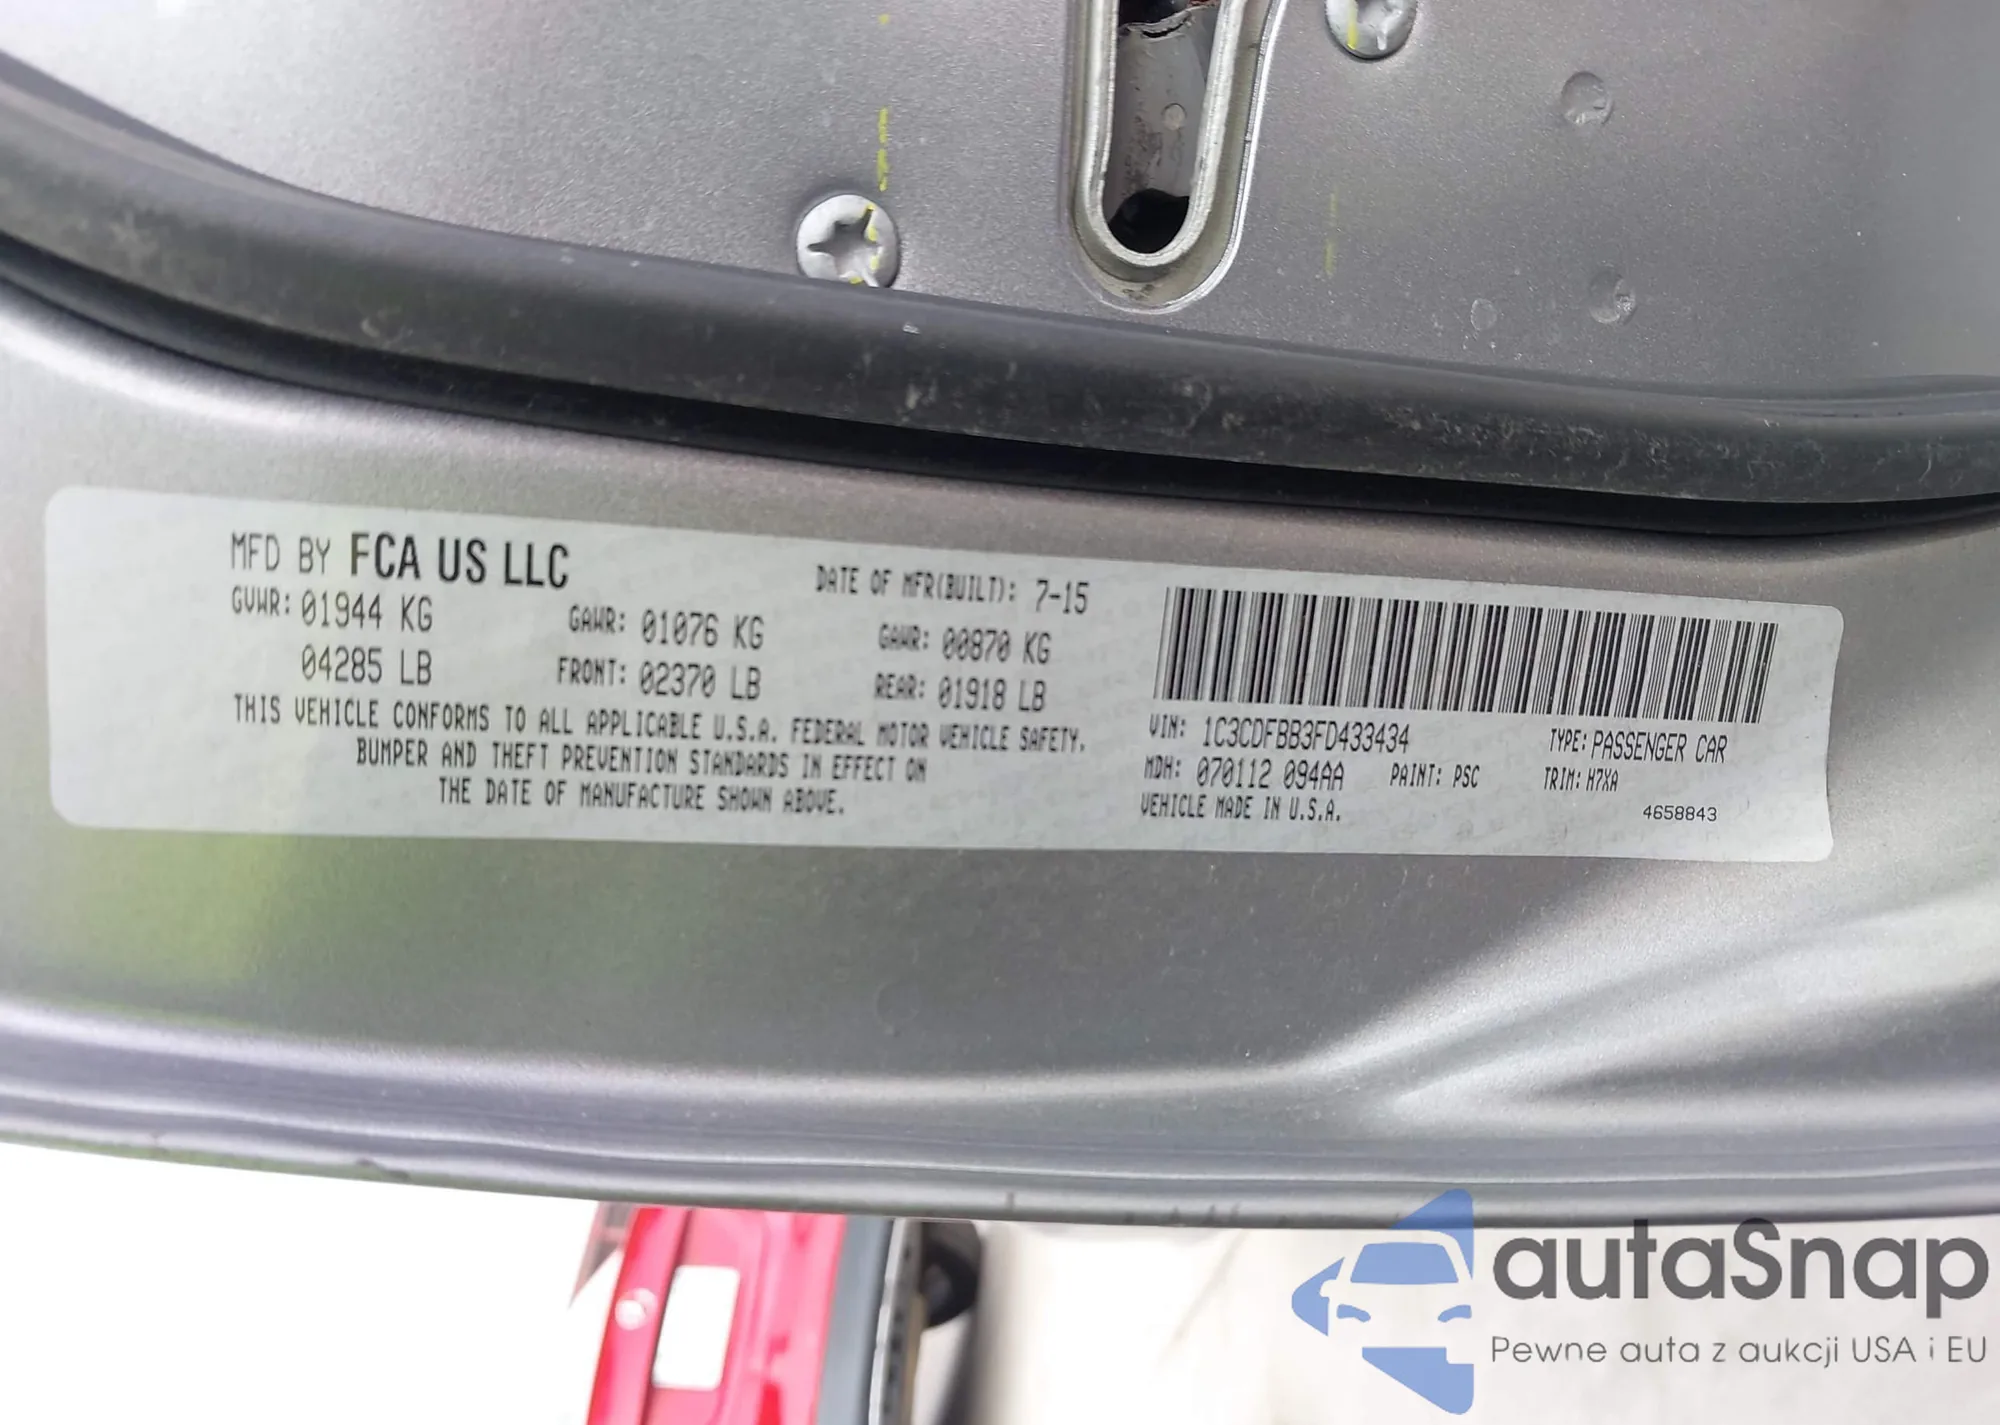 MFD BY FCA US LLC
DATE OF MFR(BUILT): 7-15
GVWR: 01944 KG GAWR: 01076 KG GAWR: 00870 KG
04285 LB FRONT: 02370 LB REAR: 01918 LB
THIS VEHICLE CONFORMS TO ALL APPLICABLE U.S.A. FEDERAL MOTOR VEHICLE SAFETY,
BUMPER AND THEFT PREVENTION STANDARDS IN EFFECT ON
THE DATE OF MANUFACTURE SHOWN ABOVE.
VIN: 1C3CDFBB3FD433434 TYPE: PASSENGER CAR
MDH: 070112 094AA PAINT: PSC TRIM: H7XA
VEHICLE MADE IN U.S.A. 4658843
autaSnap
Pewne auta z aukcji USA i EU